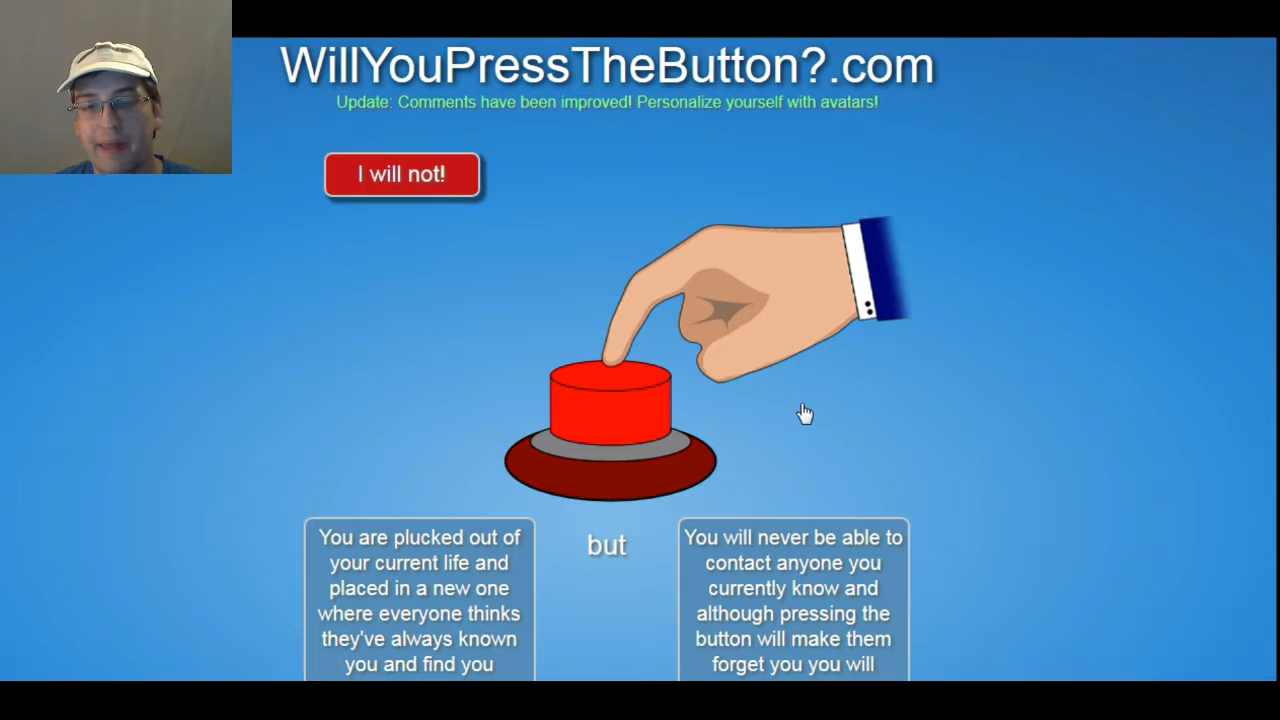 WillYouPressTheButton?.com
Update: Comments have been improved! Personalize yourself with avatars!
I will not!
You are plucked out of
your current life and
placed in a new one
where everyone thinks
they've always known
you and find you
but
You will never be able to
contact anyone you
currently know and
although pressing the
button will make them
forget you you will